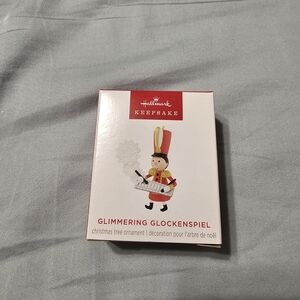 Hallmark
KEEPSAKE
GLIMMERING GLOCKENSPIEL
christmas tree ornament | décoration pour l'arbre de noël